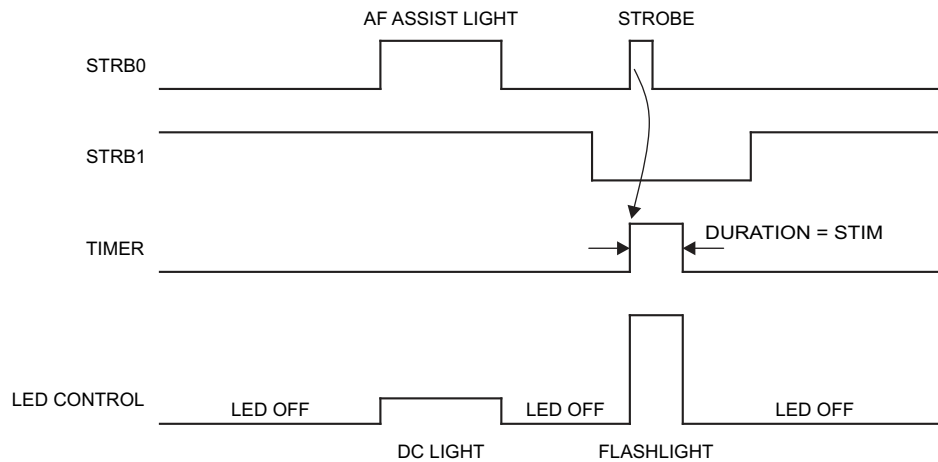 AF ASSIST LIGHT
STROBE
STRB0
STRB1
TIMER
DURATION = STIM
LED CONTROL
LED OFF
LED OFF
LED OFF
DC LIGHT
FLASHLIGHT